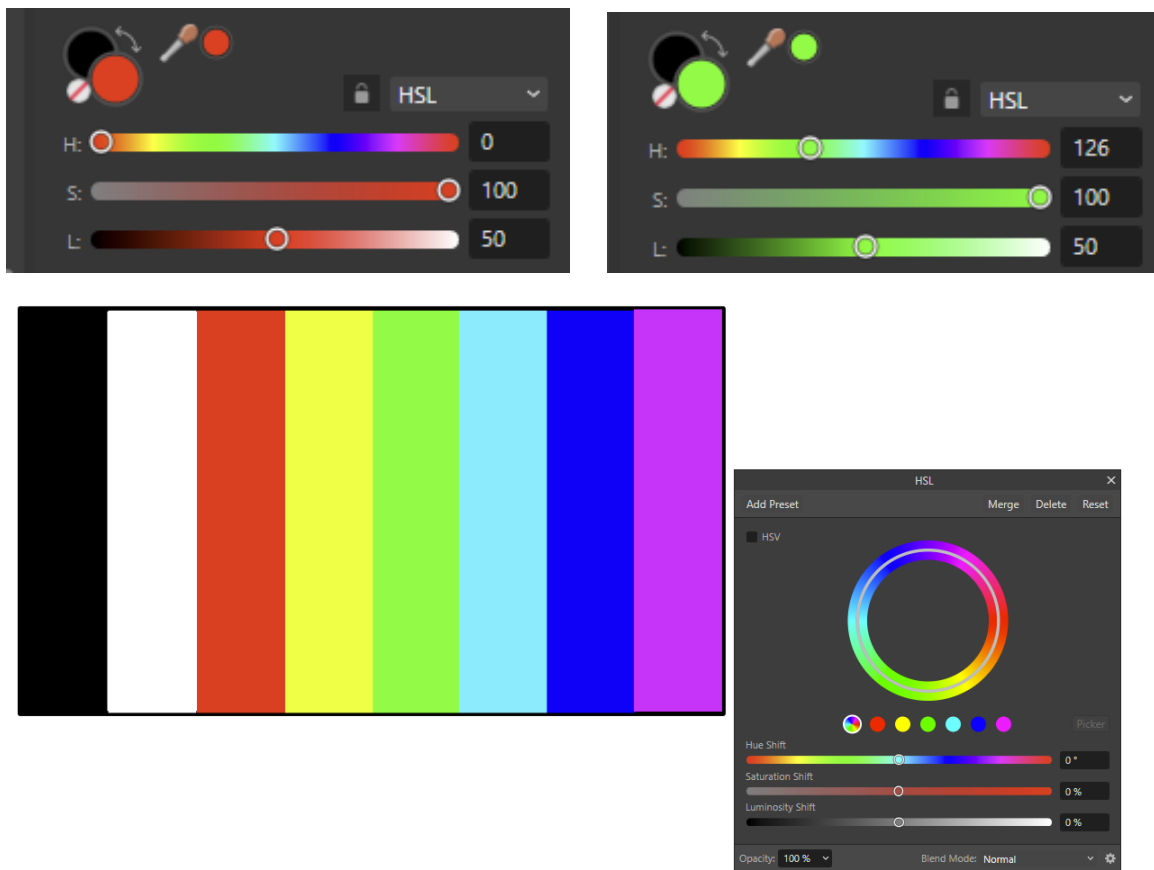 HSL
H: 0
S: 100
L: 50
HSL
H: 126
S: 100
L: 50
HSL
Add Preset Merge Delete Reset
HSV
Picker
Hue Shift
0°
Saturation Shift
0 %
Luminosity Shift
0 %
Opacity: 100 % Blend Mode: Normal